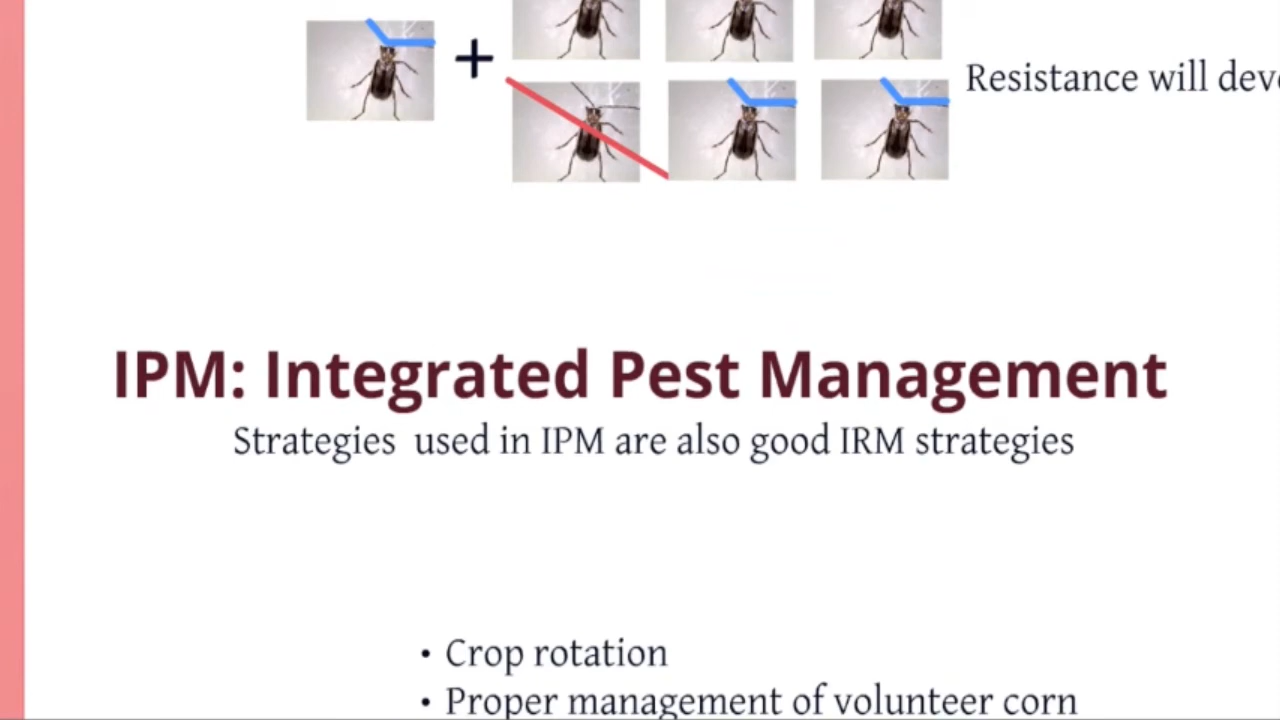 +
Resistance will
IPM: Integrated Pest Management
Strategies used in IPM are also good IRM strategies
• Crop rotation
• Proper management of volunteer corn